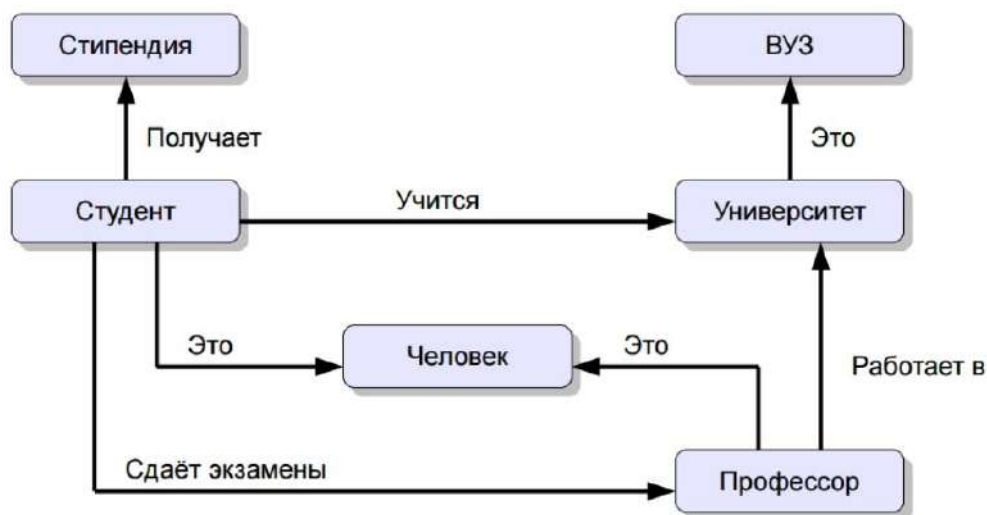 Стипендия
ВУЗ
Получает
Это
Студент
Учится
Университет
Это
Человек
Это
Работает в
Сдаёт экзамены
Профессор